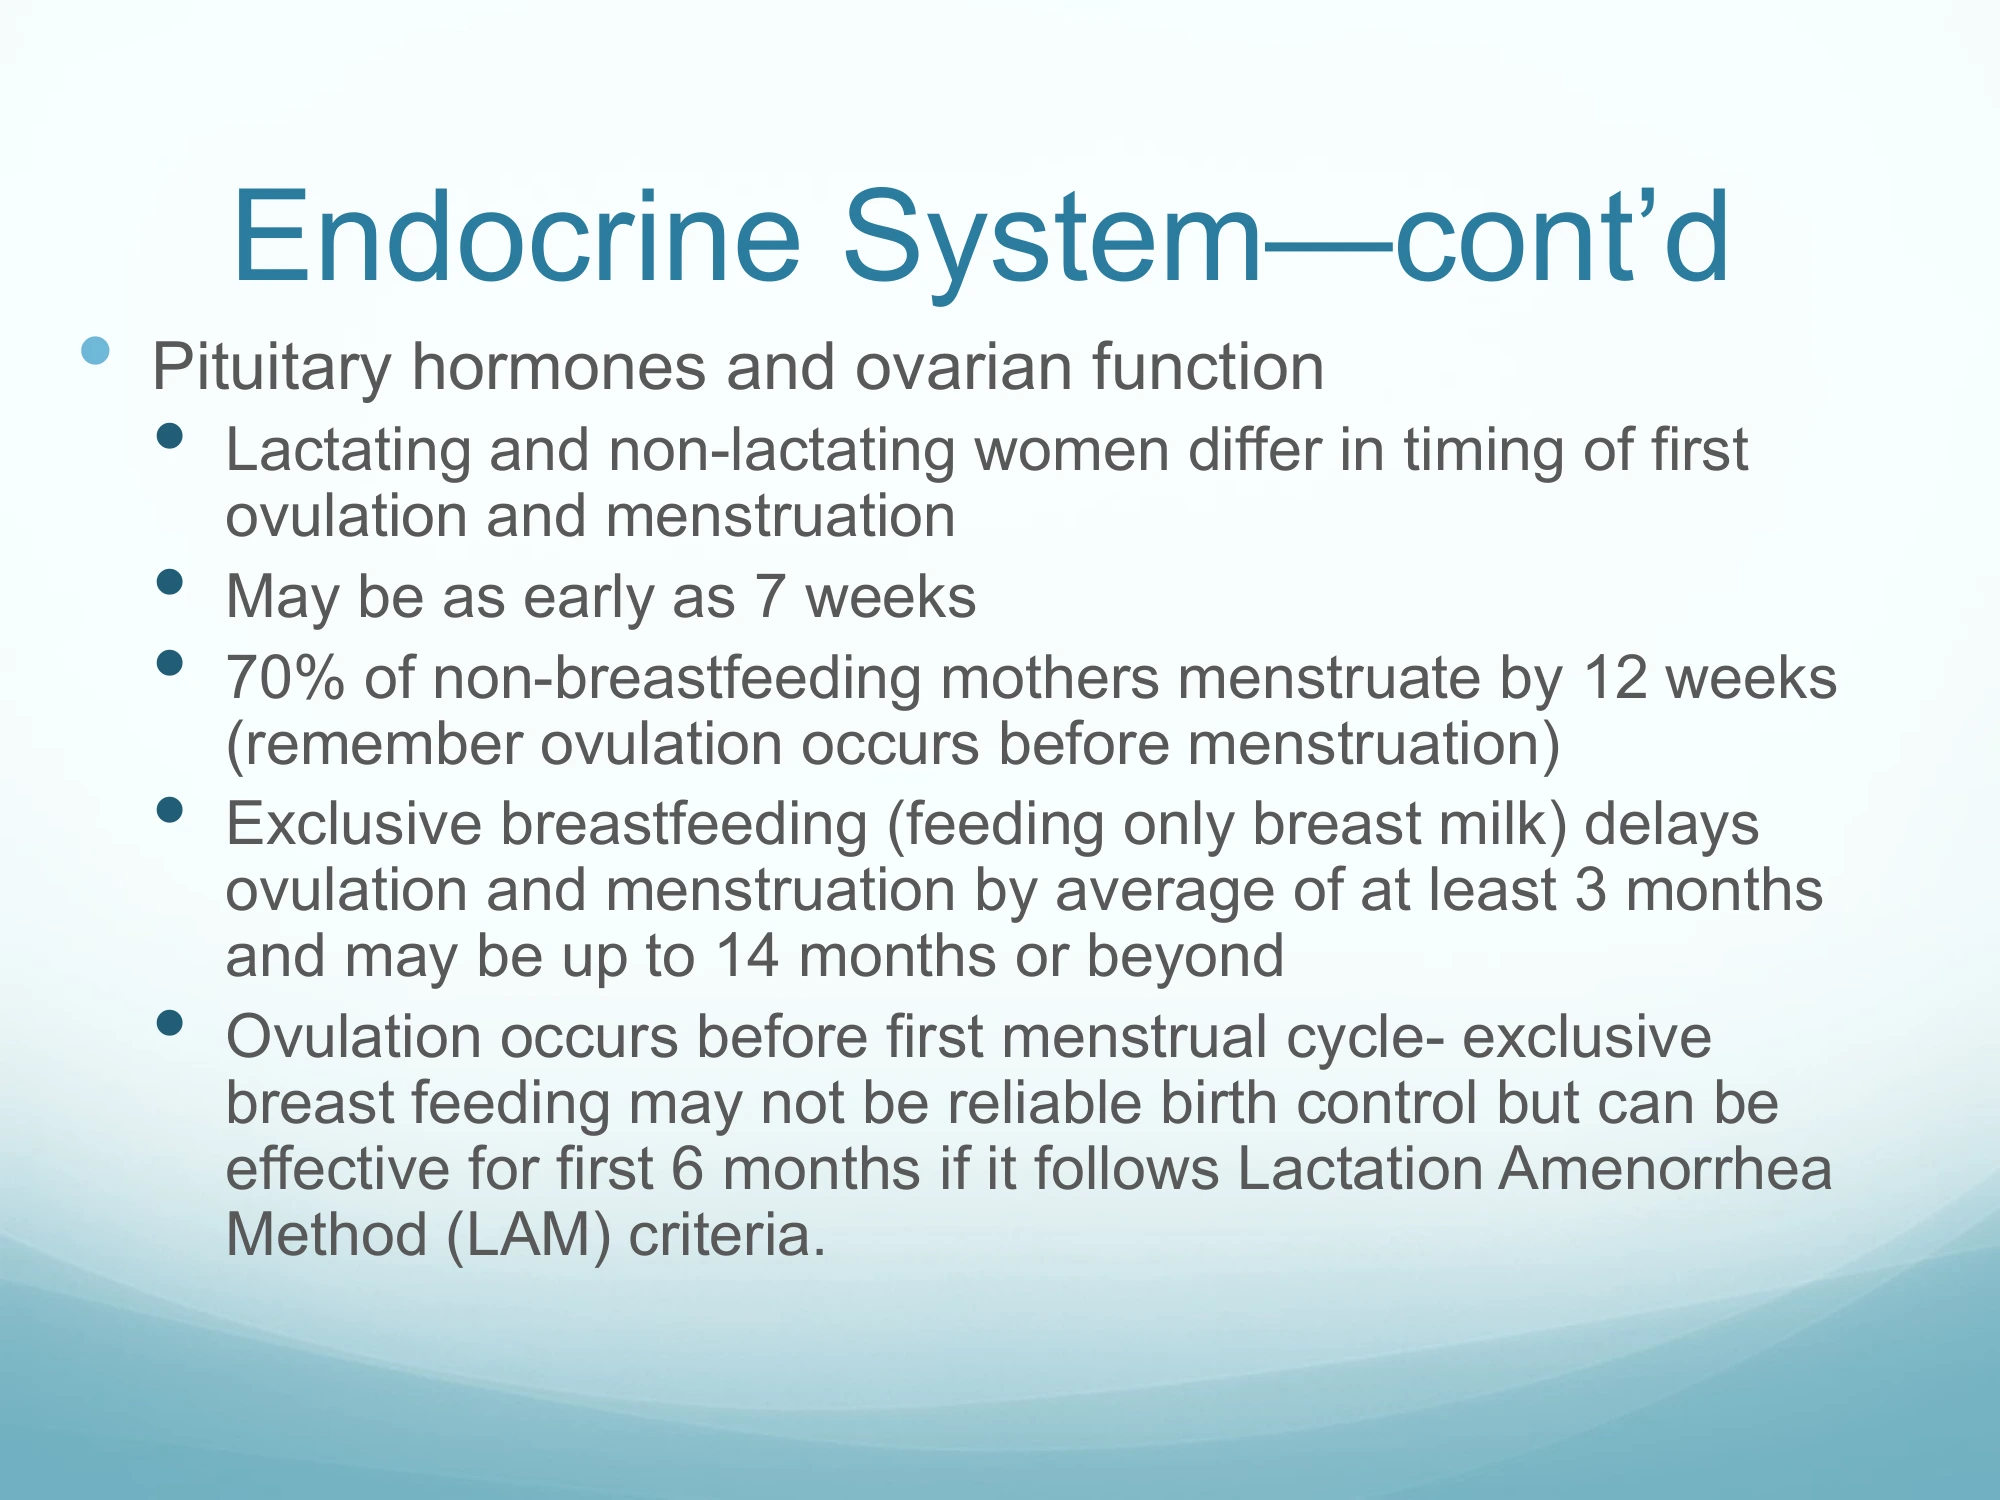 Endocrine System—cont’d
• Pituitary hormones and ovarian function
• Lactating and non-lactating women differ in timing of first
ovulation and menstruation
• May be as early as 7 weeks
• 70% of non-breastfeeding mothers menstruate by 12 weeks
(remember ovulation occurs before menstruation)
• Exclusive breastfeeding (feeding only breast milk) delays
ovulation and menstruation by average of at least 3 months
and may be up to 14 months or beyond
• Ovulation occurs before first menstrual cycle- exclusive
breast feeding may not be reliable birth control but can be
effective for first 6 months if it follows Lactation Amenorrhea
Method (LAM) criteria.